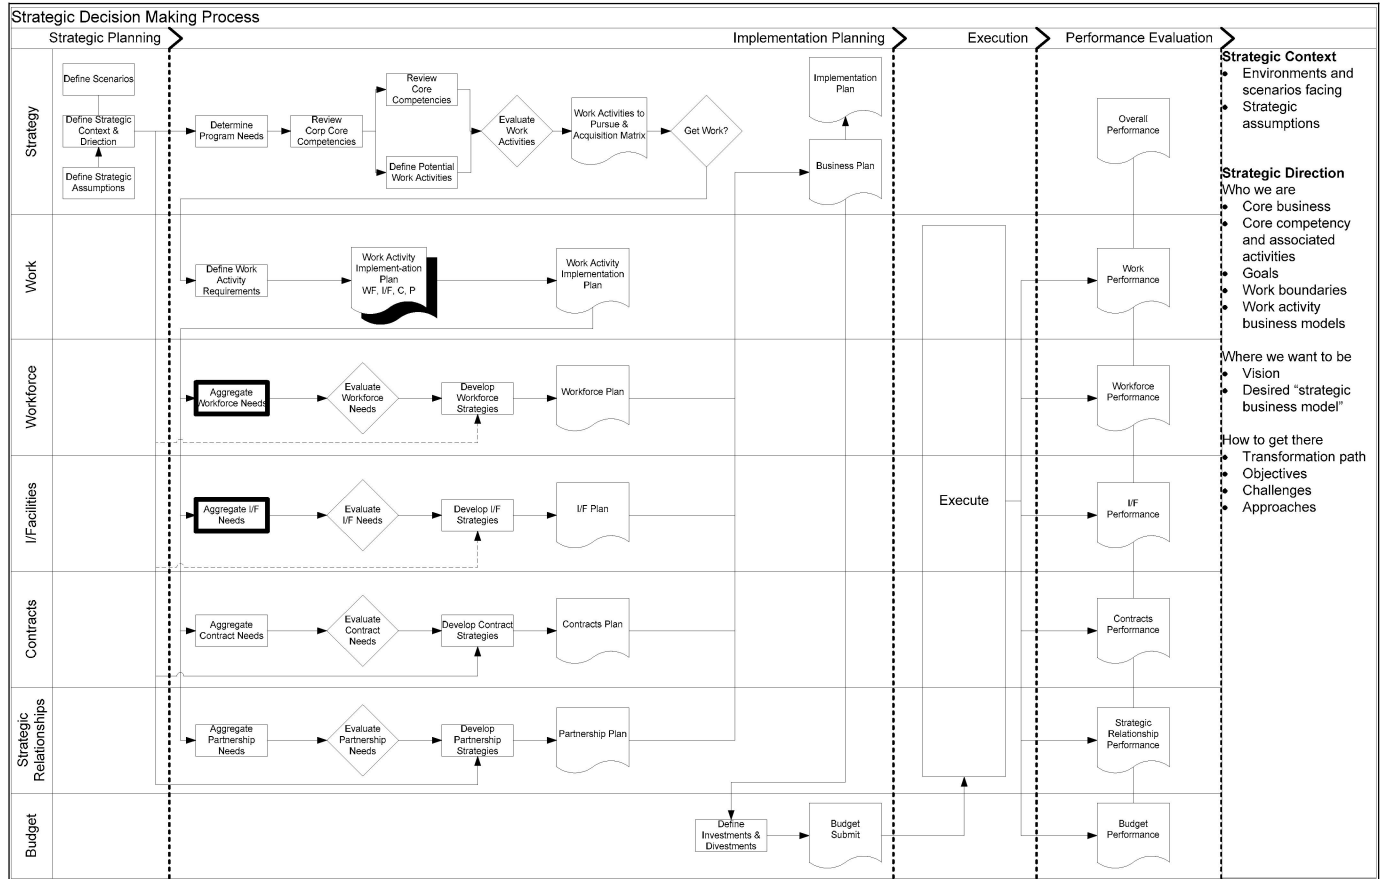 Strategic Decision Making Process
Strategic Planning
Implementation Planning
Execution
Performance Evaluation
Strategy
Define Scenarios
Define Strategic
Context &
Driection
Define Strategic
Assumptions
Determine
Program Needs
Review
Corp Core
Competencies
Review
Core
Competencies
Define Potential
Work Activities
Evaluate
Work
Activities
Work Activities to
Pursue &
Acquisition Matrix
Get Work?
Implementation
Plan
Business Plan
Overall
Performance
Work
Define Work
Activity
Requirements
Work Activity
Implement-ation
Plan
WF, I/F, C, P
Work Activity
Implementation
Plan
Work
Performance
Workforce
Aggregate
Workforce Needs
Evaluate
Workforce
Needs
Develop
Workforce
Strategies
Workforce Plan
Workforce
Performance
I/Facilities
Aggregate I/F
Needs
Evaluate
I/F Needs
Develop I/F
Strategies
I/F Plan
Execute
I/F
Performance
Contracts
Aggregate
Contract Needs
Evaluate
Contract
Needs
Develop Contract
Strategies
Contracts Plan
Contracts
Performance
Strategic
Relationships
Aggregate
Partnership
Needs
Evaluate
Partnership
Needs
Develop
Partnership
Strategies
Partnership Plan
Strategic
Relationship
Performance
Budget
Define
Investments &
Divestments
Budget
Submit
Budget
Performance
Strategic Context
• Environments and
scenarios facing
• Strategic
assumptions
Strategic Direction
Who we are
• Core business
• Core competency
and associated
activities
• Goals
• Work boundaries
• Work activity
business models
Where we want to be
• Vision
• Desired “strategic
business model”
How to get there
• Transformation path
• Objectives
• Challenges
• Approaches